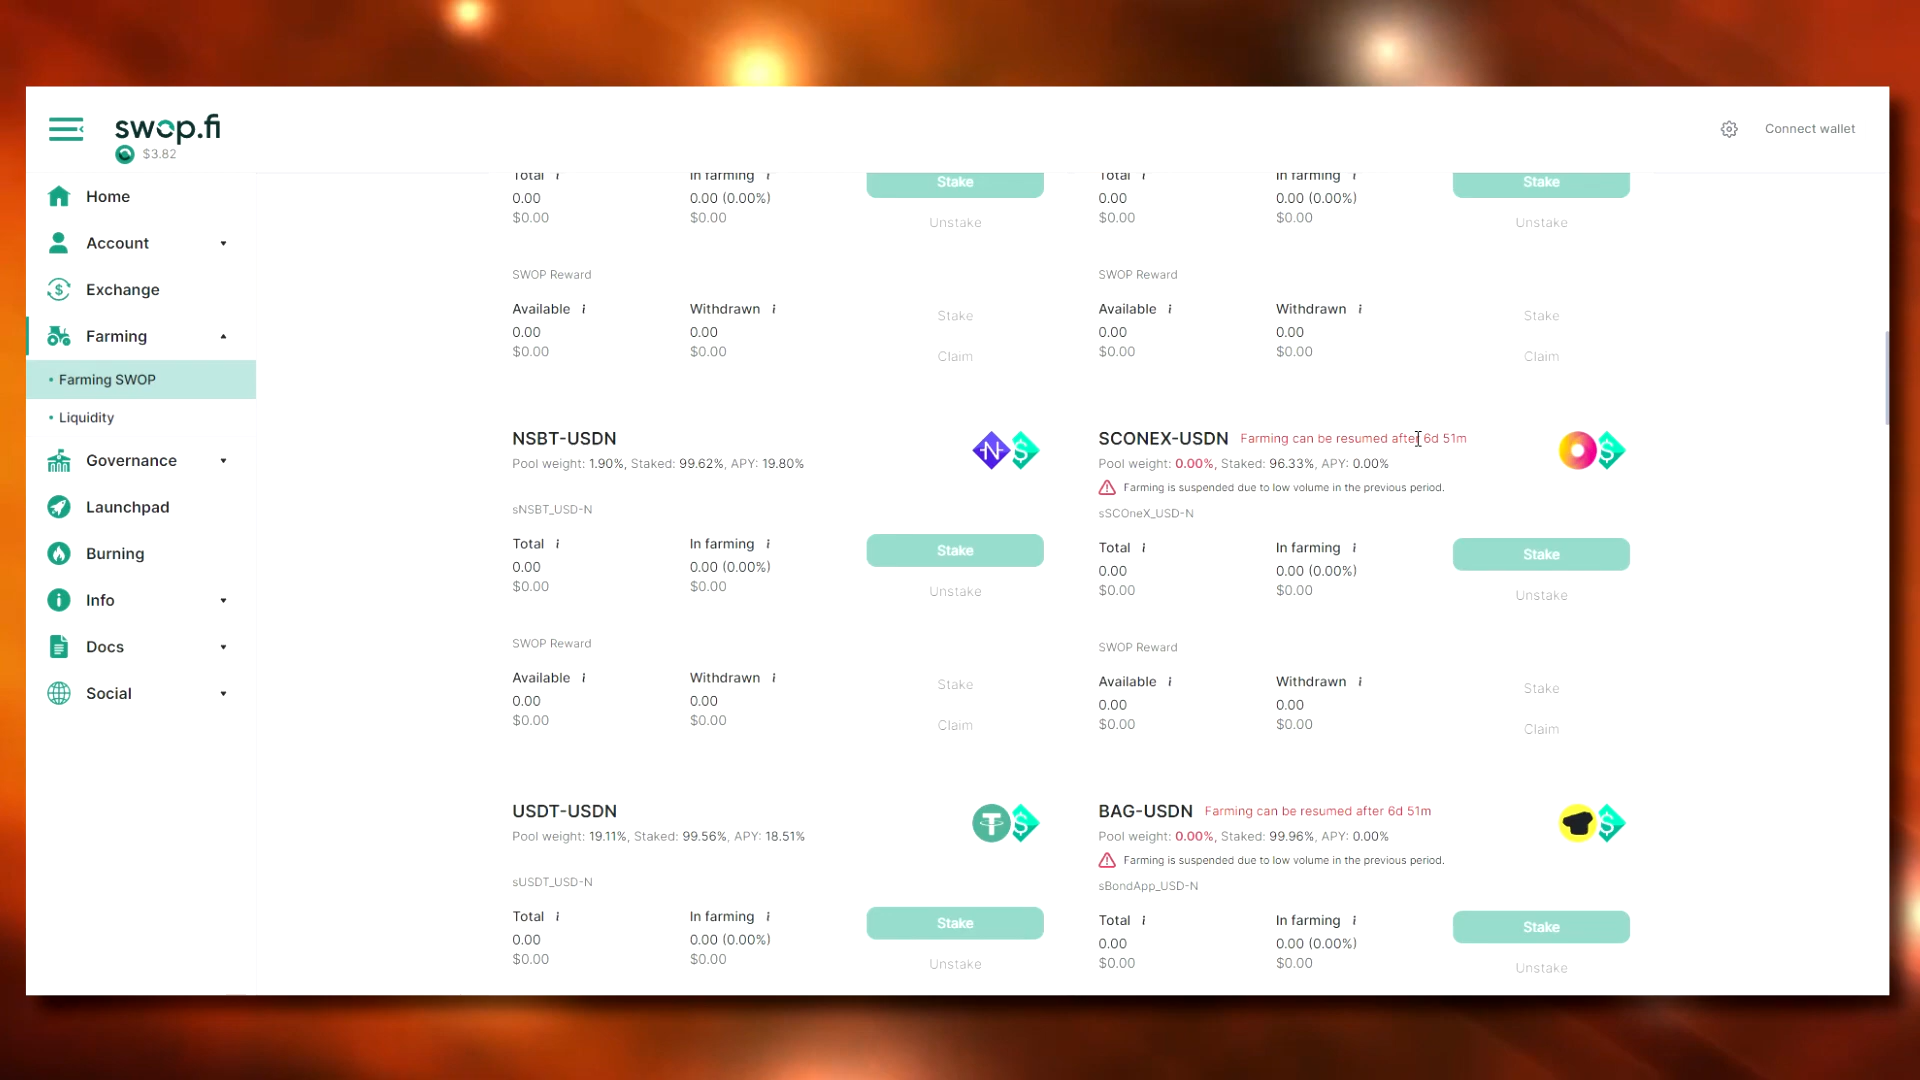 swop.fi
$3.82
Connect wallet
Home
Account
Exchange
Farming
• Farming SWOP
• Liquidity
Governance
Launchpad
Burning
Info
Docs
Social
Total i In farming i Stake
0.00 0.00 (0.00%)
$0.00 $0.00
Unstake
SWOP Reward
Available i Withdrawn i Stake
0.00 0.00
$0.00 $0.00 Claim
Total i In farming i Stake
0.00 0.00 (0.00%)
$0.00 $0.00
Unstake
SWOP Reward
Available i Withdrawn i Stake
0.00 0.00
$0.00 $0.00 Claim
NSBT-USDN
Pool weight: 1.90%, Staked: 99.62%, APY: 19.80%
sNSBT_USD-N
Total i In farming i Stake
0.00 0.00 (0.00%)
$0.00 $0.00 Unstake
SWOP Reward
Available i Withdrawn i Stake
0.00 0.00
$0.00 $0.00 Claim
SCONEX-USDN Farming can be resumed after 6d 51m
Pool weight: 0.00%, Staked: 96.33%, APY: 0.00%
Farming is suspended due to low volume in the previous period.
sSCOneX_USD-N
Total i In farming i Stake
0.00 0.00 (0.00%)
$0.00 $0.00 Unstake
SWOP Reward
Available i Withdrawn i Stake
0.00 0.00
$0.00 $0.00 Claim
USDT-USDN
Pool weight: 19.11%, Staked: 99.56%, APY: 18.51%
sUSDT_USD-N
Total i In farming i Stake
0.00 0.00 (0.00%)
$0.00 $0.00 Unstake
BAG-USDN Farming can be resumed after 6d 51m
Pool weight: 0.00%, Staked: 99.96%, APY: 0.00%
Farming is suspended due to low volume in the previous period.
sBondApp_USD-N
Total i In farming i Stake
0.00 0.00 (0.00%)
$0.00 $0.00 Unstake